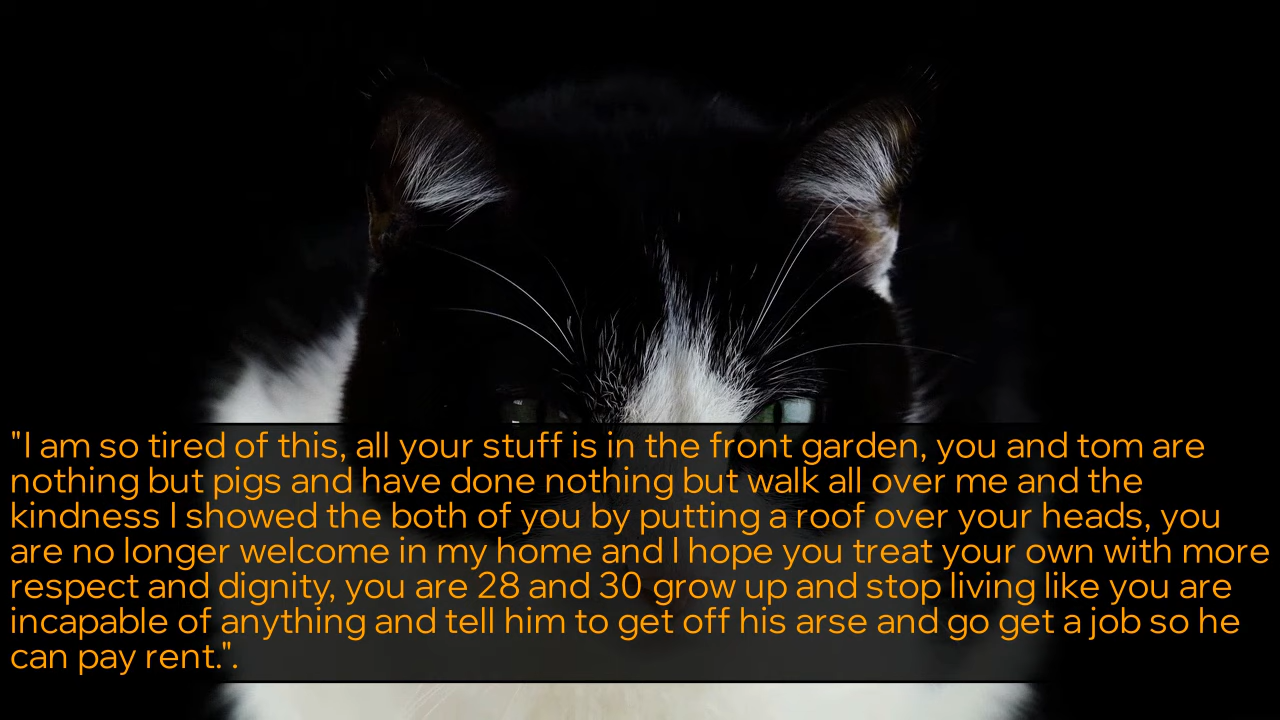 "I am so tired of this, all your stuff is in the front garden, you and tom are
nothing but pigs and have done nothing but walk all over me and the
kindness I showed the both of you by putting a roof over your heads, you
are no longer welcome in my home and I hope you treat your own with more
respect and dignity, you are 28 and 30 grow up and stop living like you are
incapable of anything and tell him to get off his arse and go get a job so he
can pay rent.".